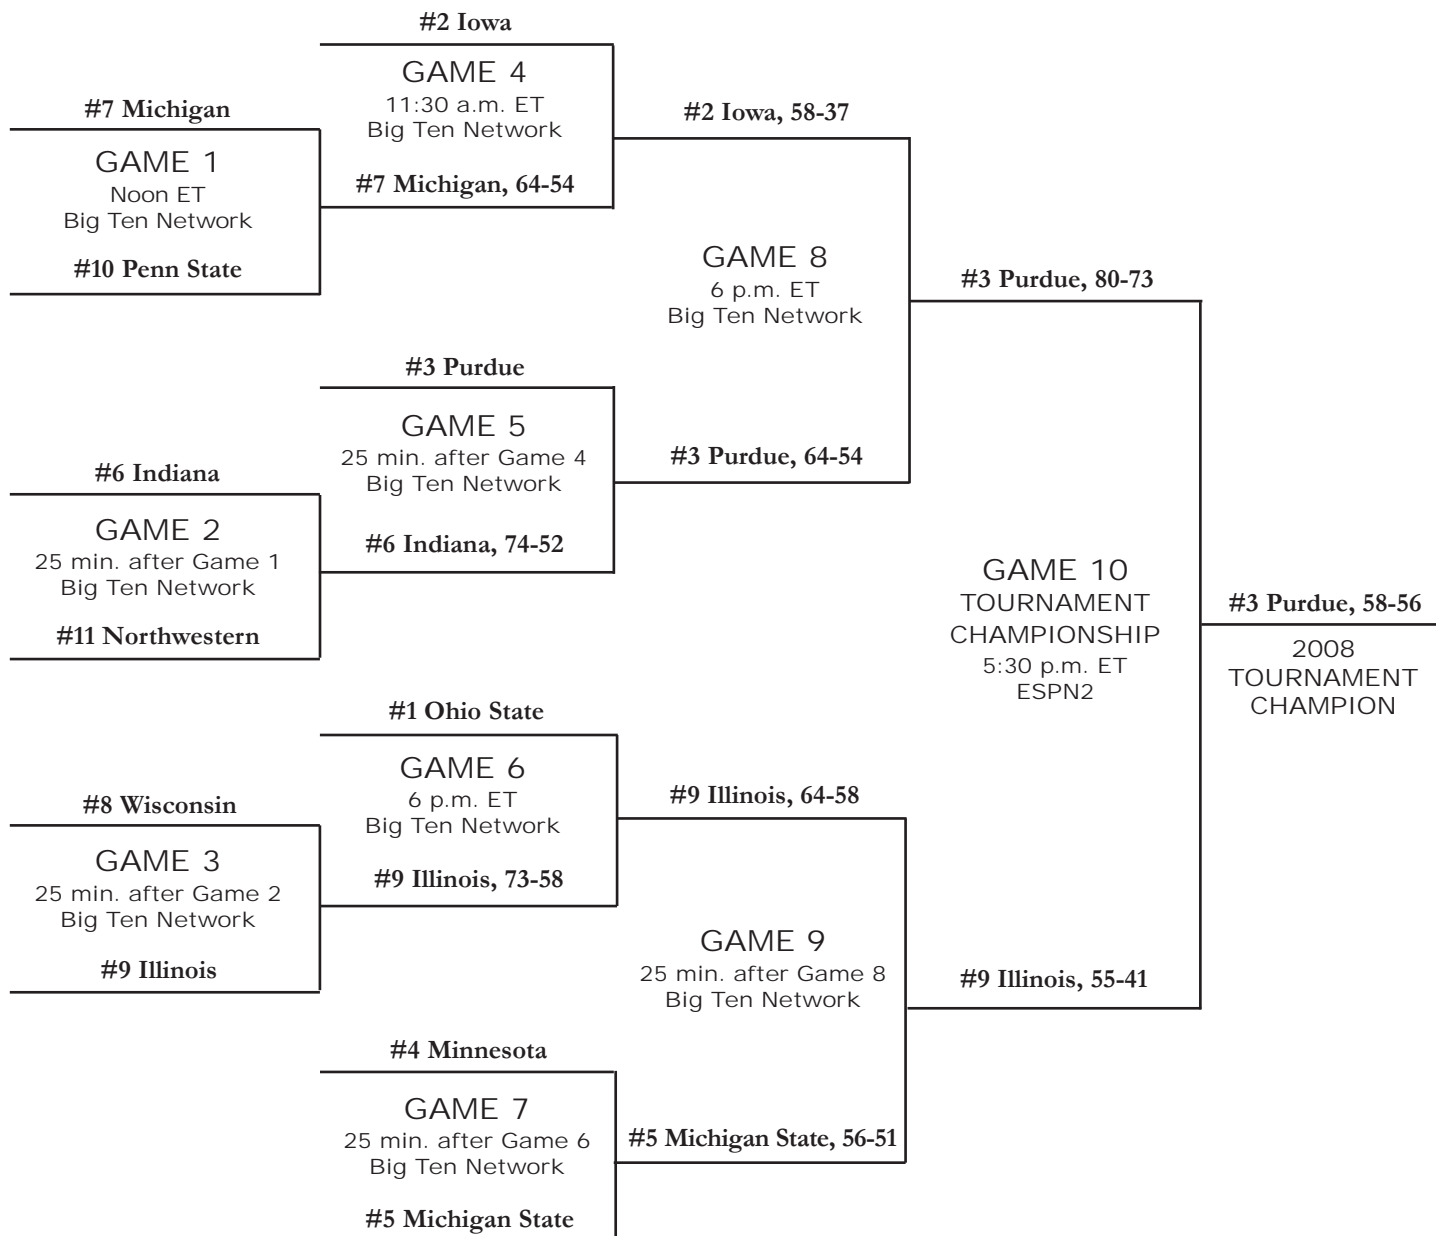 #2 Iowa
GAME 4
11:30 a.m. ET
Big Ten Network
#7 Michigan, 64-54
#7 Michigan
GAME 1
Noon ET
Big Ten Network
#10 Penn State
#2 Iowa, 58-37
GAME 8
6 p.m. ET
Big Ten Network
#3 Purdue, 64-54
#3 Purdue, 80-73
#3 Purdue
GAME 5
25 min. after Game 4
Big Ten Network
#6 Indiana, 74-52
#6 Indiana
GAME 2
25 min. after Game 1
Big Ten Network
#11 Northwestern
GAME 10
TOURNAMENT
CHAMPIONSHIP
5:30 p.m. ET
ESPN2
#3 Purdue, 58-56
2008
TOURNAMENT
CHAMPION
#1 Ohio State
GAME 6
6 p.m. ET
Big Ten Network
#9 Illinois, 73-58
#8 Wisconsin
GAME 3
25 min. after Game 2
Big Ten Network
#9 Illinois
#9 Illinois, 64-58
GAME 9
25 min. after Game 8
Big Ten Network
#5 Michigan State, 56-51
#9 Illinois, 55-41
#4 Minnesota
GAME 7
25 min. after Game 6
Big Ten Network
#5 Michigan State